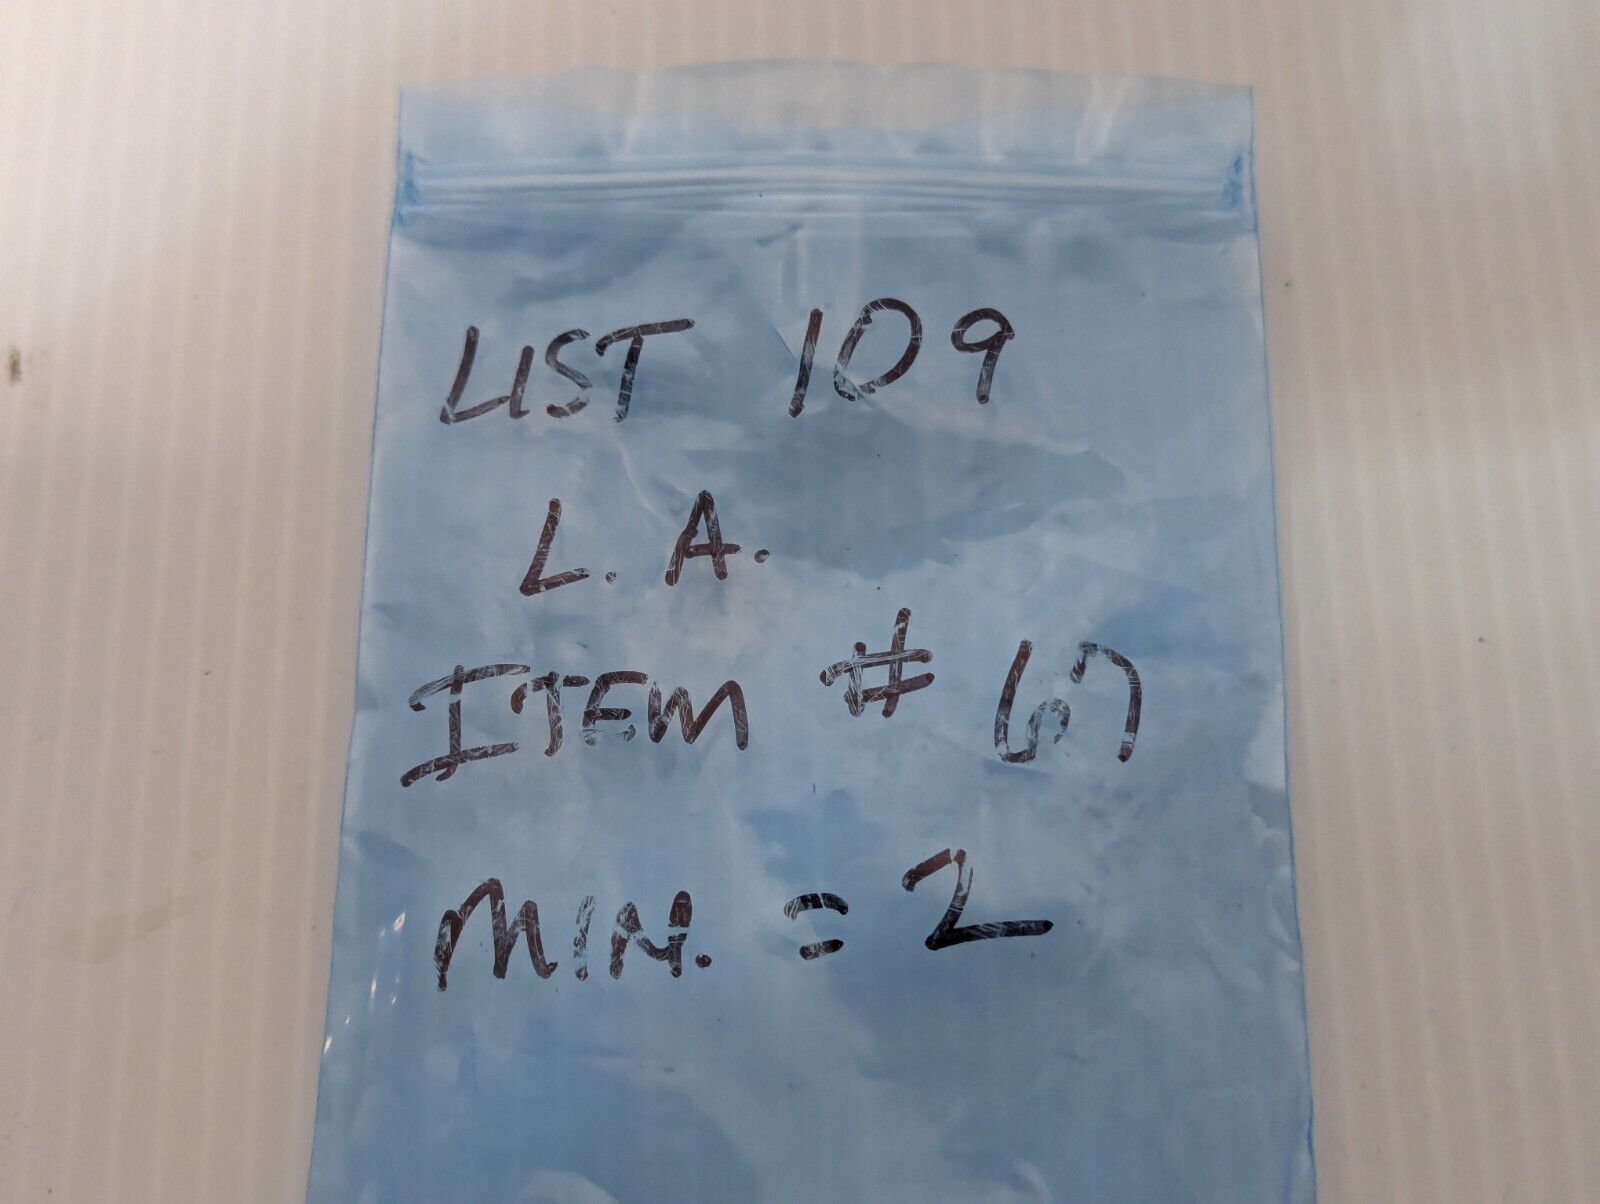 LIST 109
L.A.
ITEM # 67
MIN. = 2